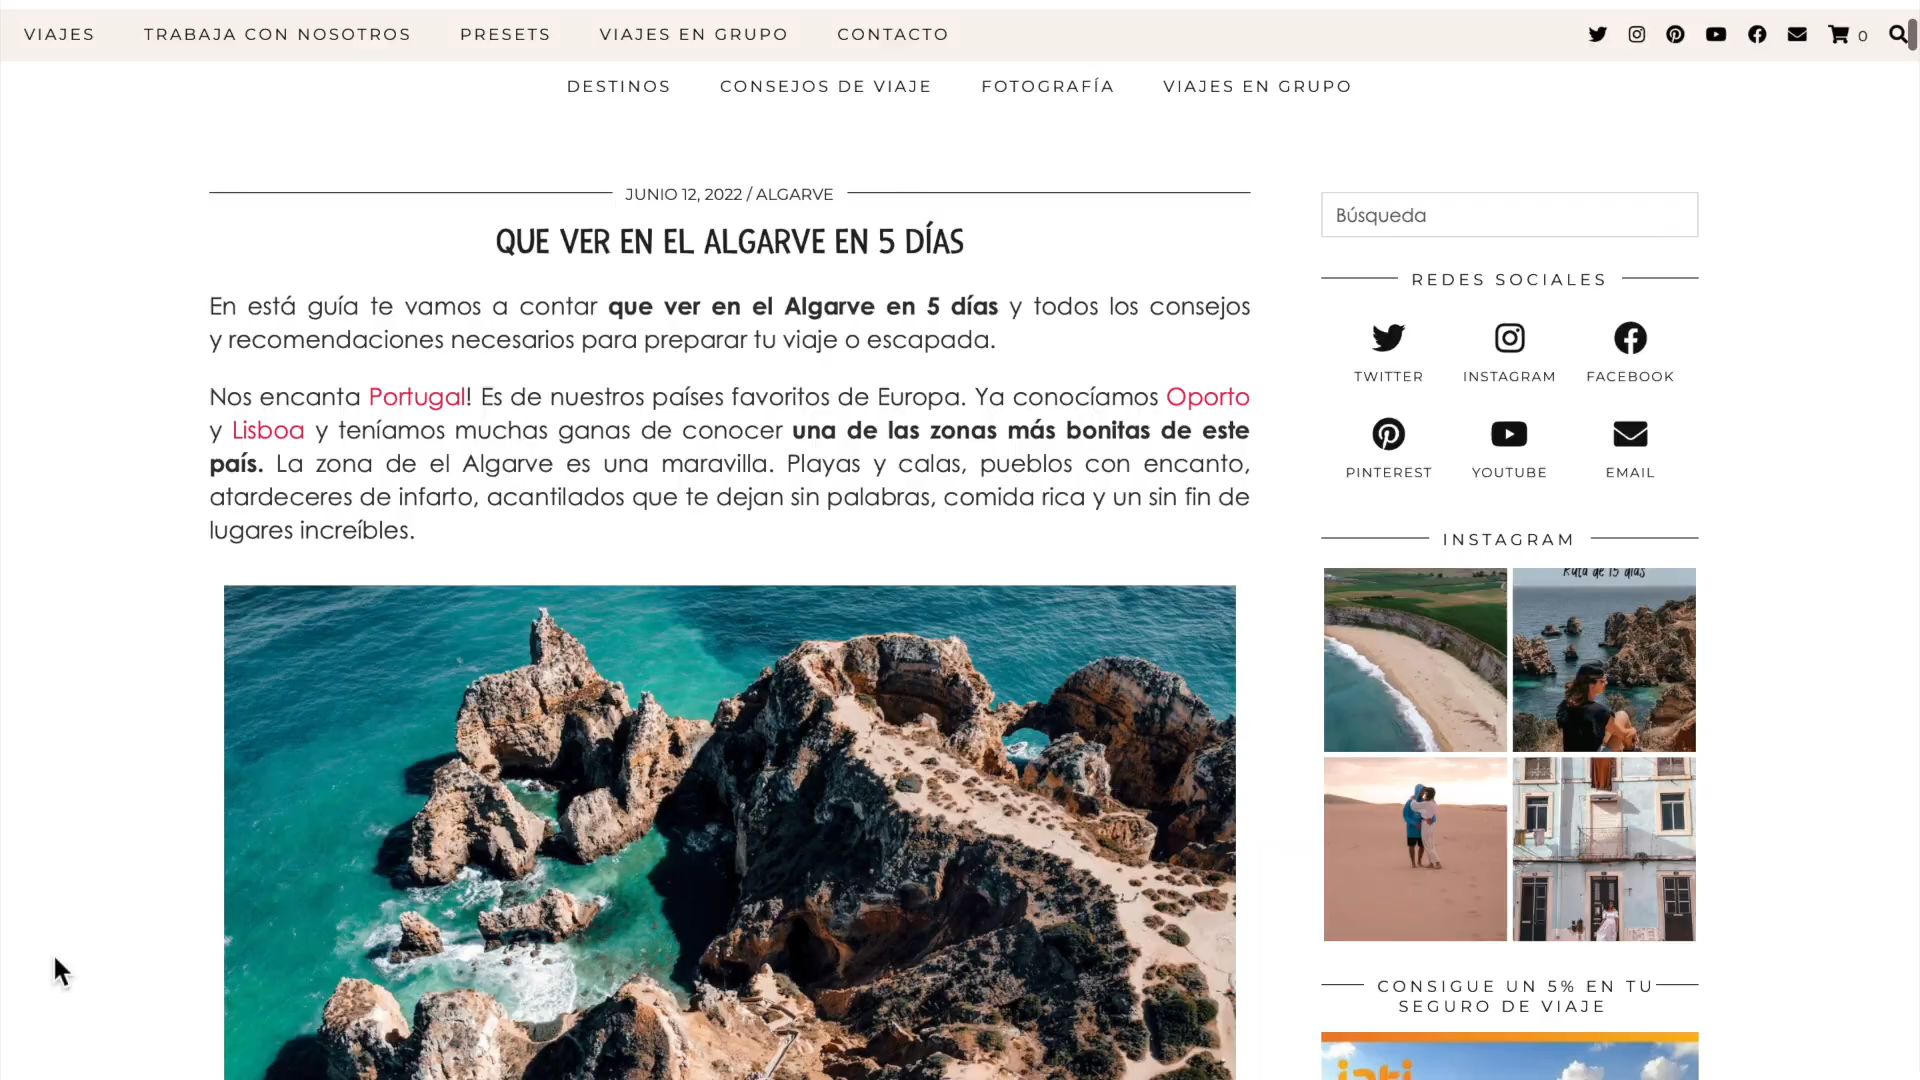 VIAJES TRABAJA CON NOSOTROS PRESETS VIAJES EN GRUPO CONTACTO 0
DESTINOS CONSEJOS DE VIAJE FOTOGRAFÍA VIAJES EN GRUPO
JUNIO 12, 2022 / ALGARVE
QUE VER EN EL ALGARVE EN 5 DÍAS
En está guía te vamos a contar que ver en el Algarve en 5 días y todos los consejos
y recomendaciones necesarios para preparar tu viaje o escapada.
Nos encanta Portugal! Es de nuestros países favoritos de Europa. Ya conocíamos Oporto
y Lisboa y teníamos muchas ganas de conocer una de las zonas más bonitas de este
país. La zona de el Algarve es una maravilla. Playas y calas, pueblos con encanto,
atardeceres de infarto, acantilados que te dejan sin palabras, comida rica y un sin fin de
lugares increíbles.
Búsqueda
REDES SOCIALES
TWITTER INSTAGRAM FACEBOOK
PINTEREST YOUTUBE EMAIL
INSTAGRAM
Ruta de 15 días
CONSIGUE UN 5% EN TU
SEGURO DE VIAJE
iati